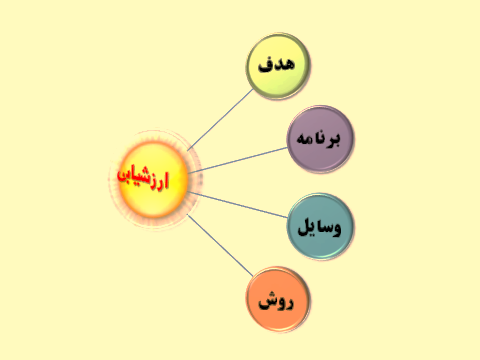 هدف
برنامه
ارزشیابی
وسایل
روش